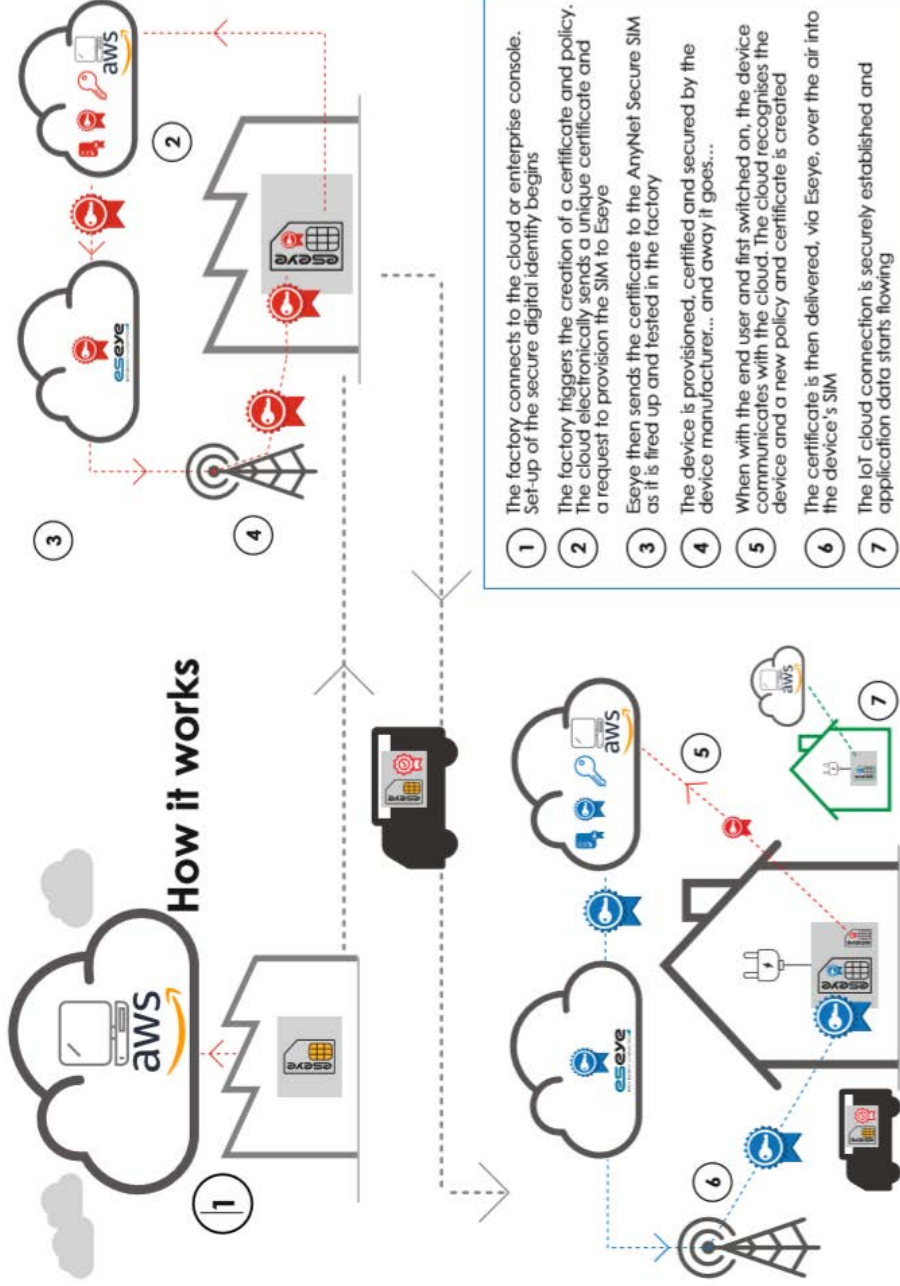 How it works
aws
1
eseye
3
eseye
aws
2
4
eseye
eseye
aws
5
eseye
eseye
6
eseye
eseye
aws
7
1 The factory connects to the cloud or enterprise console.
Set-up of the secure digital identity begins
2 The factory triggers the creation of a certificate and policy.
The cloud electronically sends a unique certificate and
a request to provision the SIM to Eseye
3 Eseye then sends the certificate to the AnyNet Secure SIM
as it is fired up and tested in the factory
4 The device is provisioned, certified and secured by the
device manufacturer... and away it goes...
5 When with the end user and first switched on, the device
communicates with the cloud. The cloud recognises the
device and a new policy and certificate is created
6 The certificate is then delivered, via Eseye, over the air into
the device's SIM
7 The IoT cloud connection is securely established and
application data starts flowing